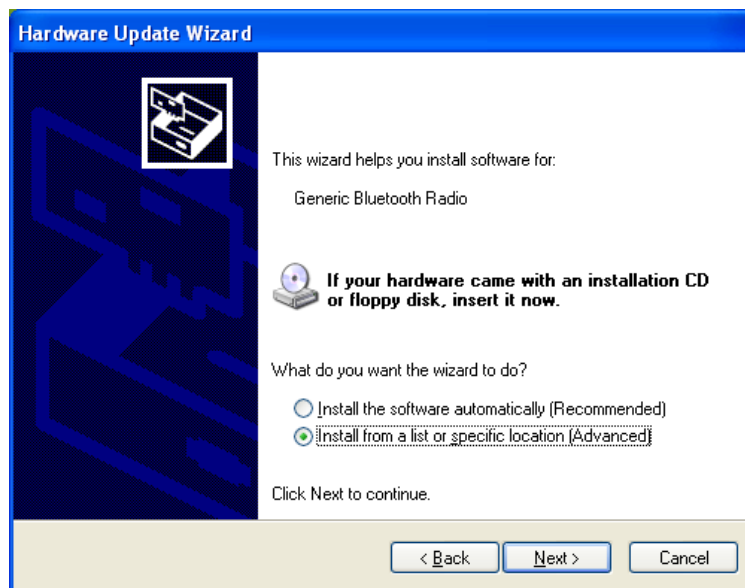 Hardware Update Wizard
This wizard helps you install software for:
Generic Bluetooth Radio
If your hardware came with an installation CD
or floppy disk, insert it now.
What do you want the wizard to do?
Install the software automatically (Recommended)
Install from a list or specific location (Advanced)
Click Next to continue.
< Back
Next >
Cancel